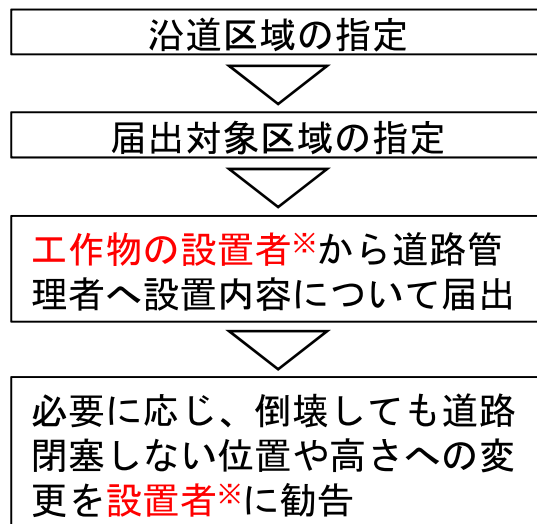 沿道区域の指定
届出対象区域の指定
工作物の設置者※から道路管
理者へ設置内容について届出
必要に応じ、倒壊しても道路
閉塞しない位置や高さへの変
更を設置者※に勧告